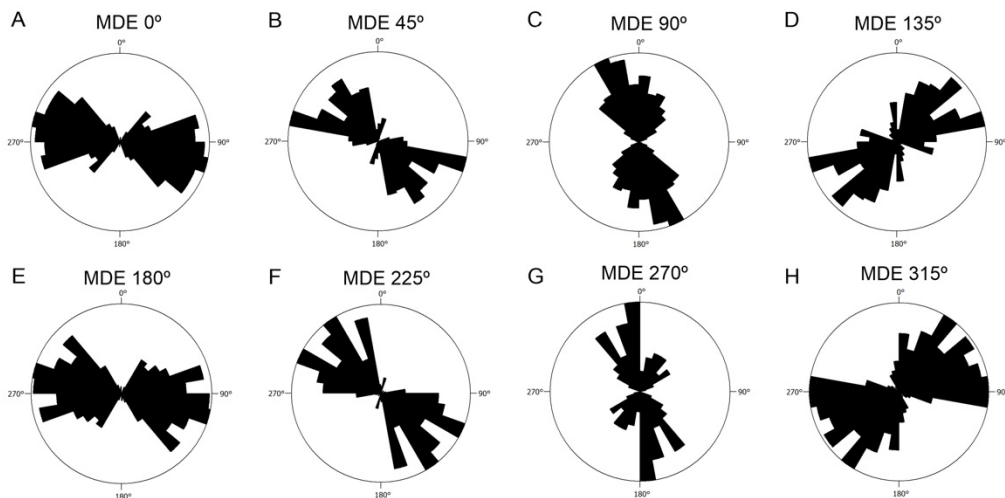 A MDE 0º B MDE 45º C MDE 90º D MDE 135º
0º 0º 0º 0º
270º 90º 270º 90º 270º 90º 270º 90º
180º 180º 180º 180º
E MDE 180º F MDE 225º G MDE 270º H MDE 315º
0º 0º 0º 0º
270º 90º 270º 90º 270º 90º 270º 90º
180º 180º 180º 180º